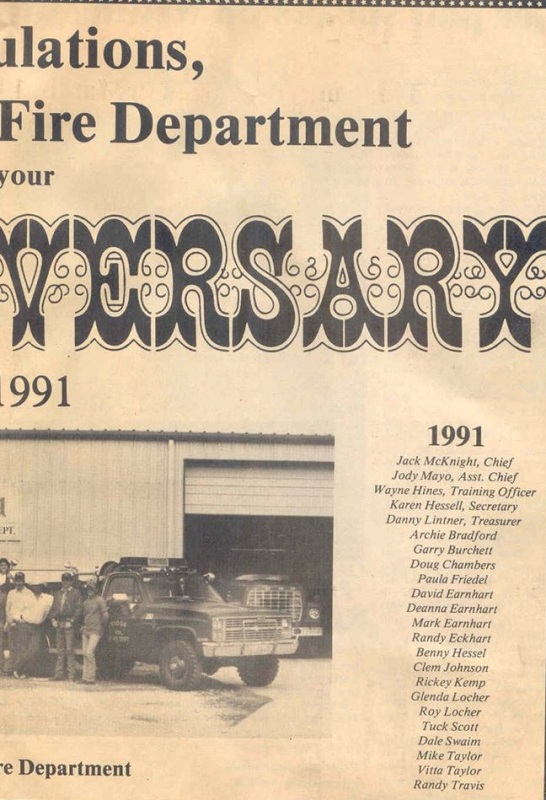 ulations,
Fire Department
your
VERSARY
1991
1991
Jack McKnight, Chief
Jody Mayo, Asst. Chief
Wayne Hines, Training Officer
Karen Hessell, Secretary
Danny Lintner, Treasurer
Archie Bradford
Garry Burchett
Doug Chambers
Paula Friedel
David Earnhart
Deanna Earnhart
Mark Earnhart
Randy Eckhart
Benny Hessel
Clem Johnson
Rickey Kemp
Glenda Locher
Roy Locher
Tuck Scott
Dale Swaim
Mike Taylor
Vitta Taylor
Randy Travis
EPT.
re Department